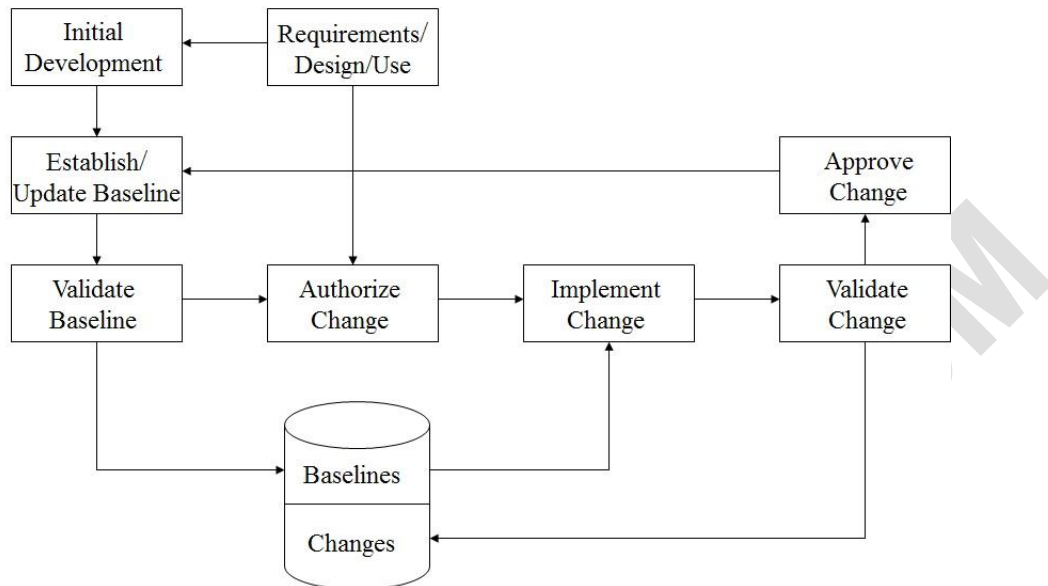 Initial
Development
Requirements/
Design/Use
Establish/
Update Baseline
Approve
Change
Validate
Baseline
Authorize
Change
Implement
Change
Validate
Change
Baselines
Changes
M